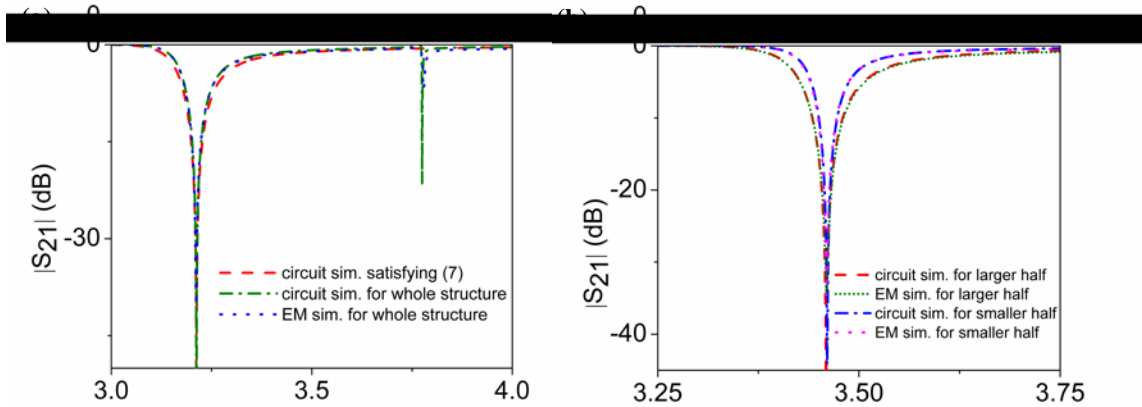 (a)
0
-30
|S21| (dB)
circuit sim. satisfying (7)
circuit sim. for whole structure
EM sim. for whole structure
3.0 3.5 4.0
(b)
0
0
-20
-40
|S21| (dB)
circuit sim. for larger half
EM sim. for larger half
circuit sim. for smaller half
EM sim. for smaller half
3.25 3.50 3.75